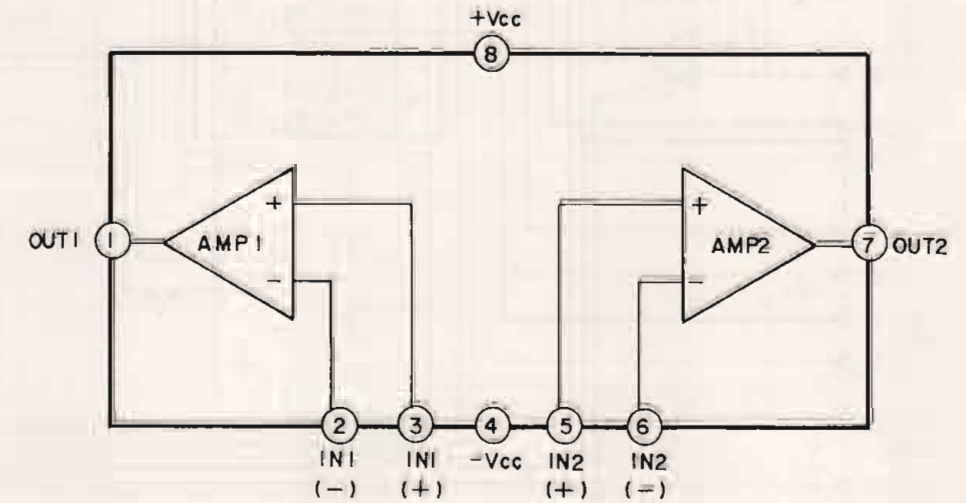 +Vcc
8
OUT1 1 AMP1 + AMP2 + 7 OUT2
- -
2 3 4 5 6
IN1 IN1 -Vcc IN2 IN2
(-) (+) (+) (-)